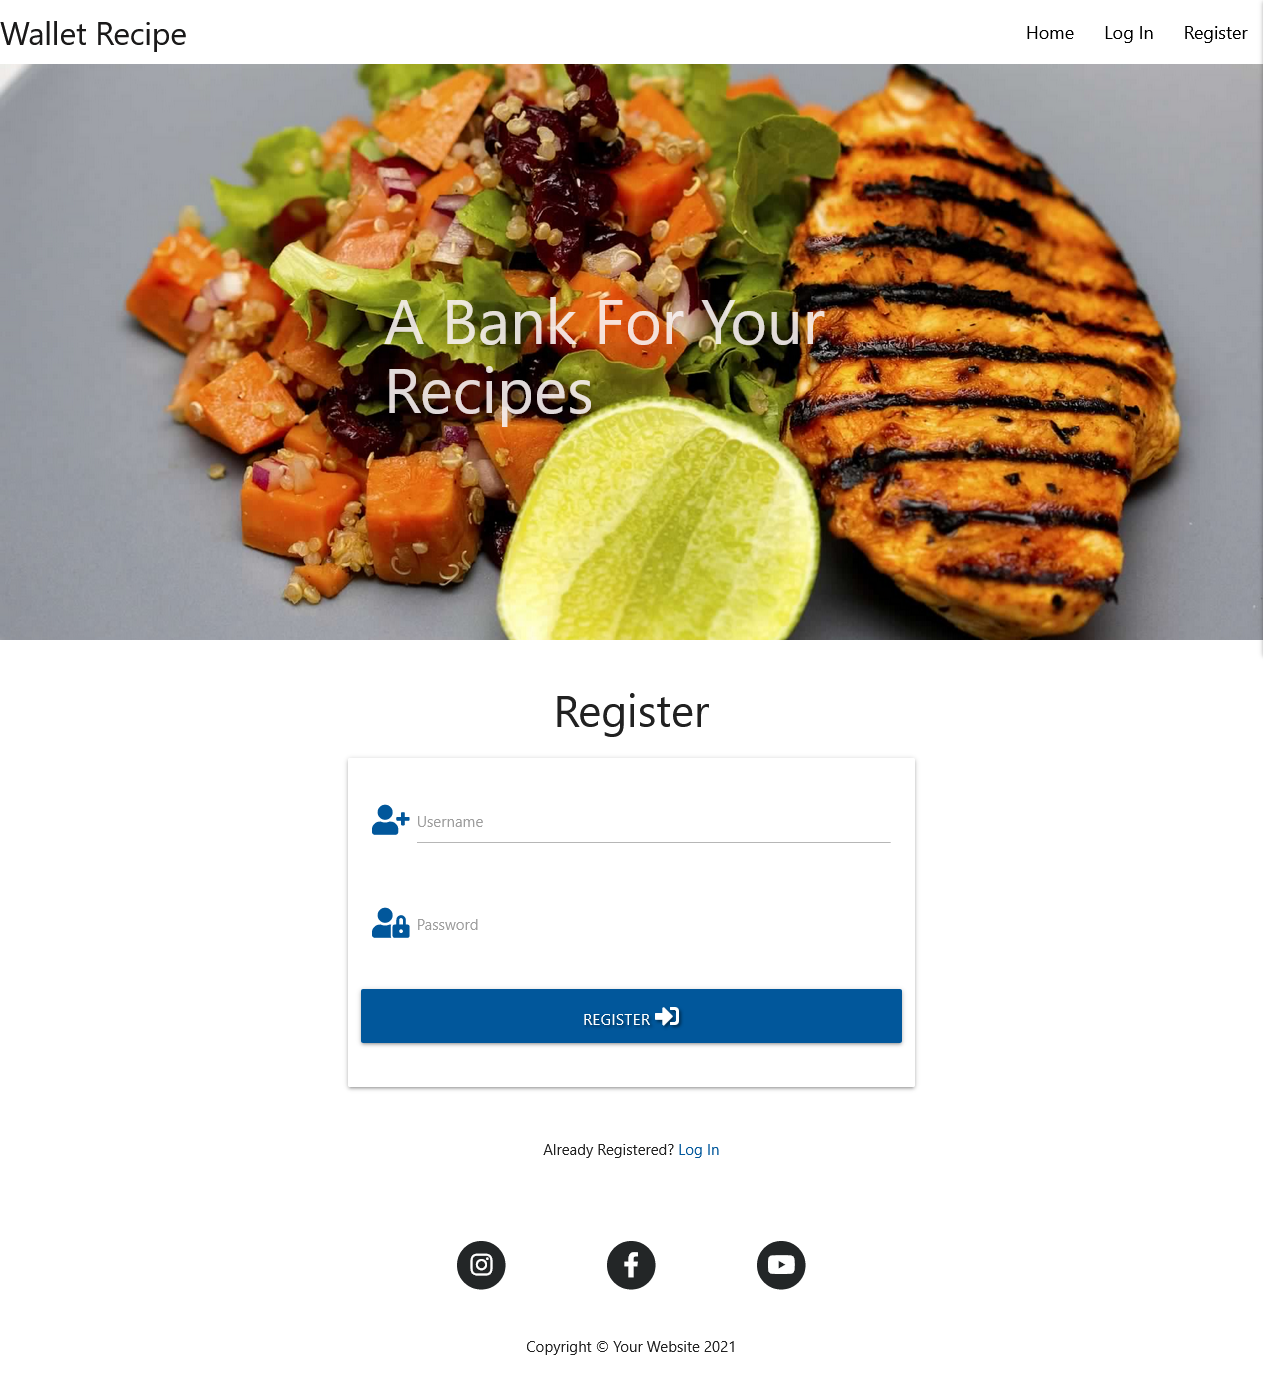 Wallet Recipe
Home Log In Register
A Bank For Your
Recipes
Register
Username
Password
REGISTER
Already Registered? Log In
Copyright © Your Website 2021